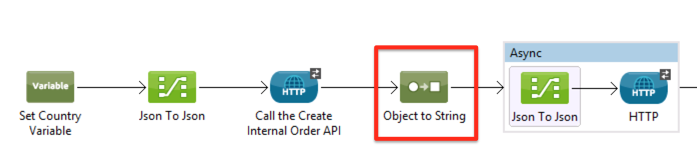 Async
Variable
HTTP
HTTP
Set Country
Variable
Json To Json
Call the Create
Internal Order API
Object to String
Json To Json
HTTP